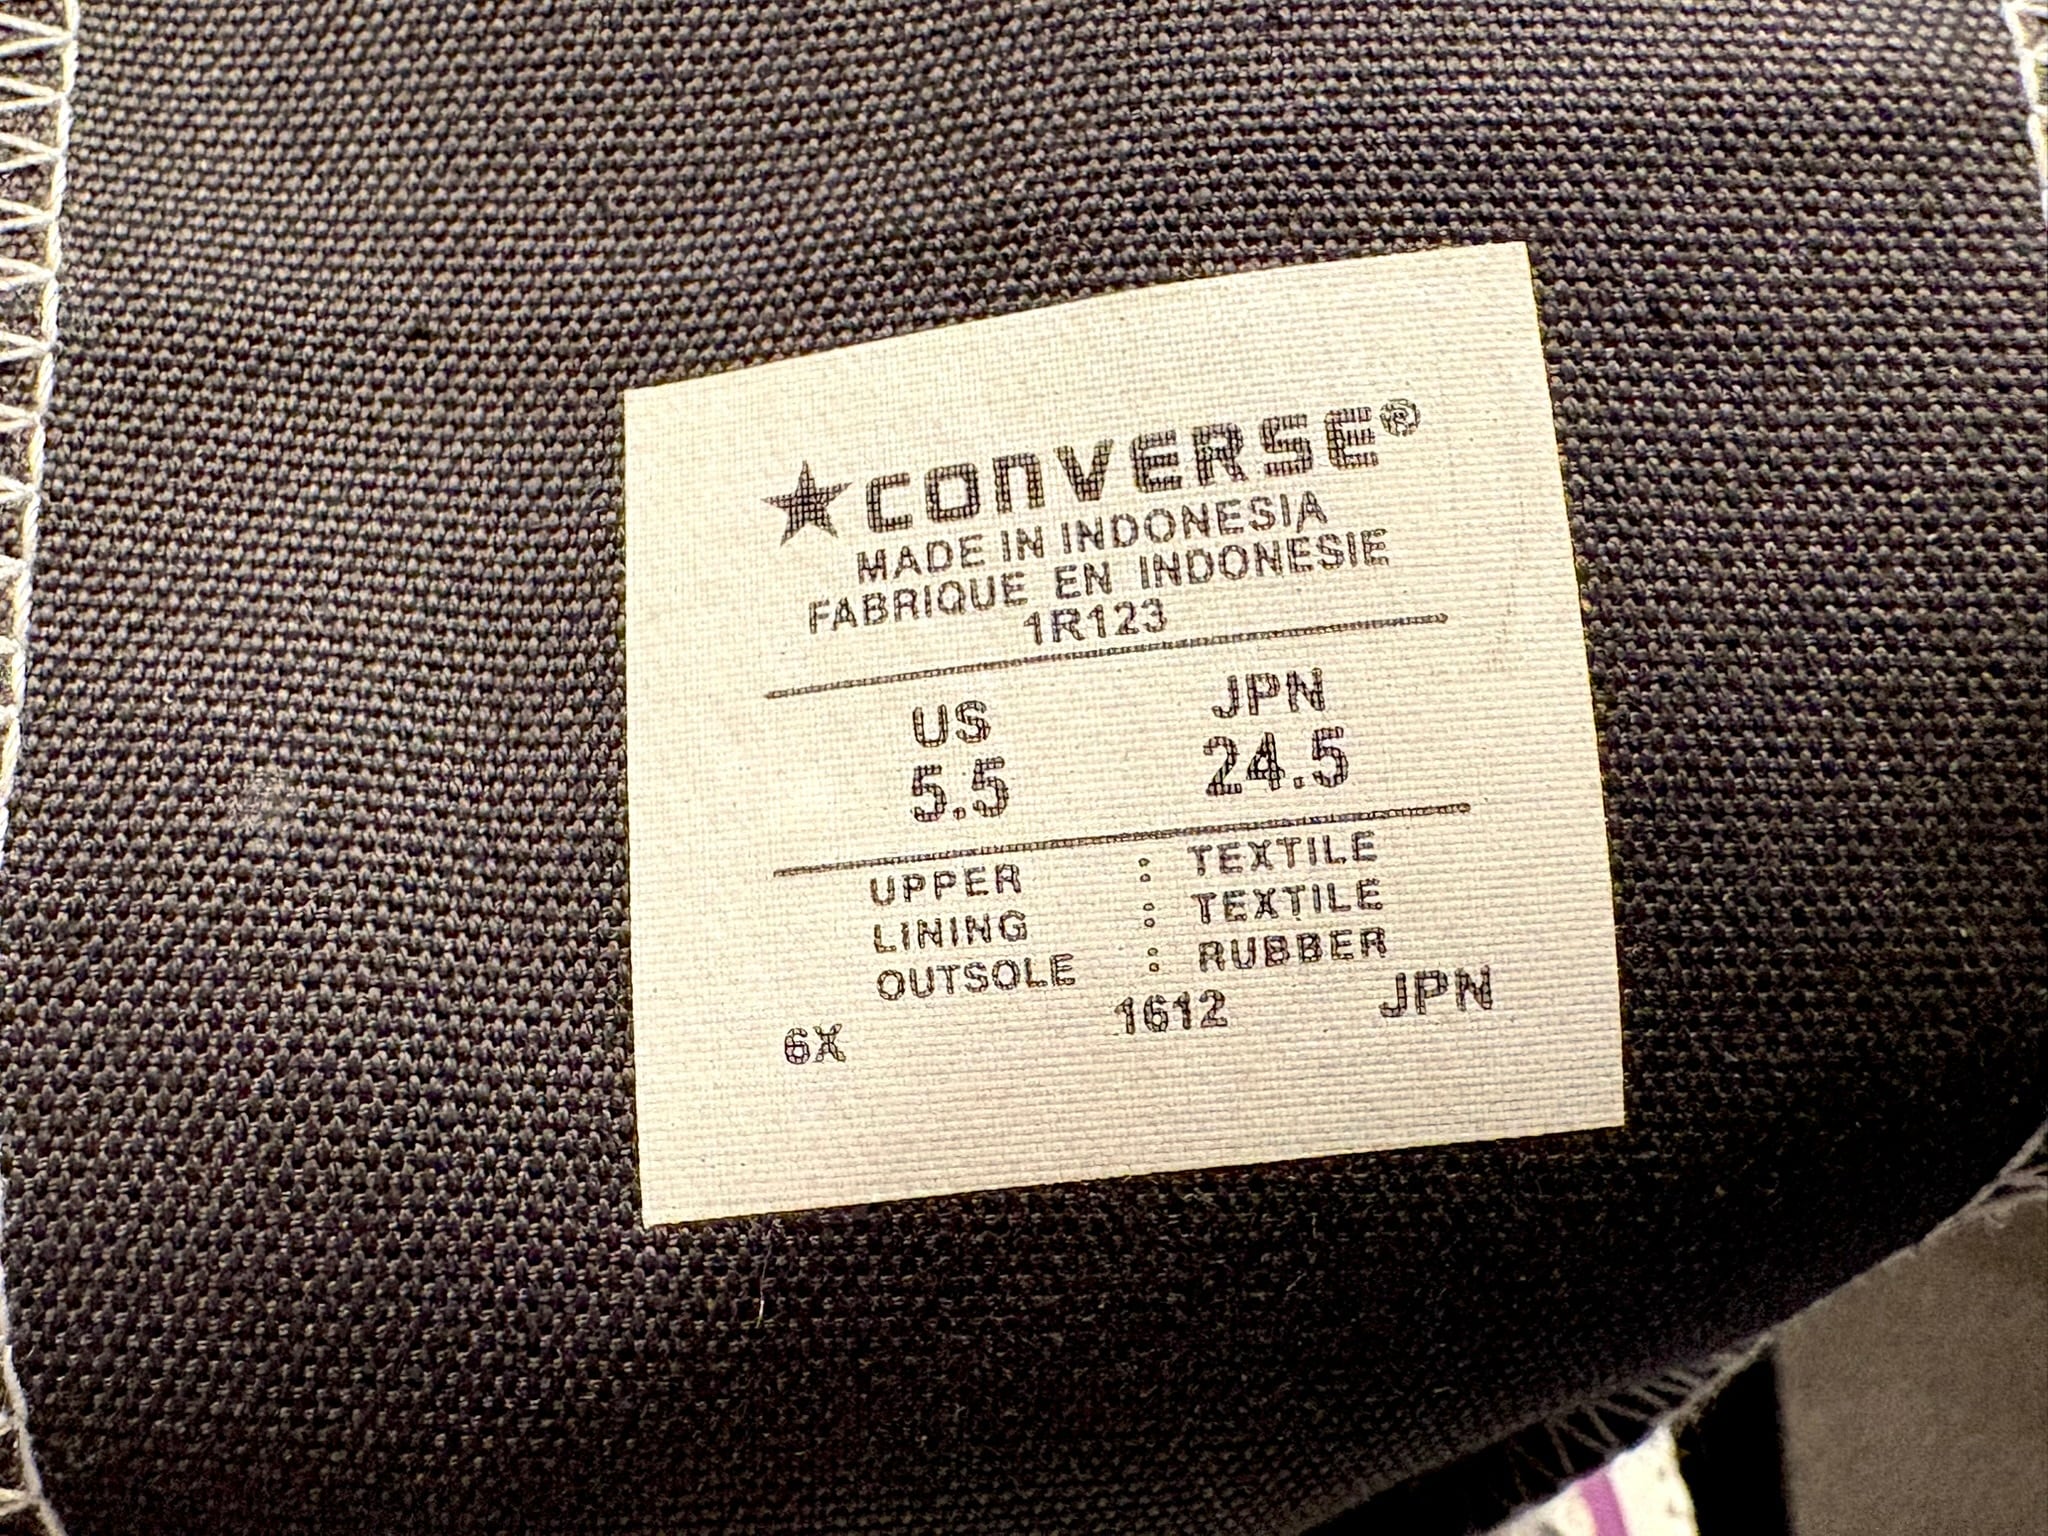 ★CONVERSE®
MADE IN INDONESIA
FABRIQUE EN INDONESIE
1R123
US JPN
5.5 24.5
UPPER : TEXTILE
LINING : TEXTILE
OUTSOLE : RUBBER
6X 1612 JPN